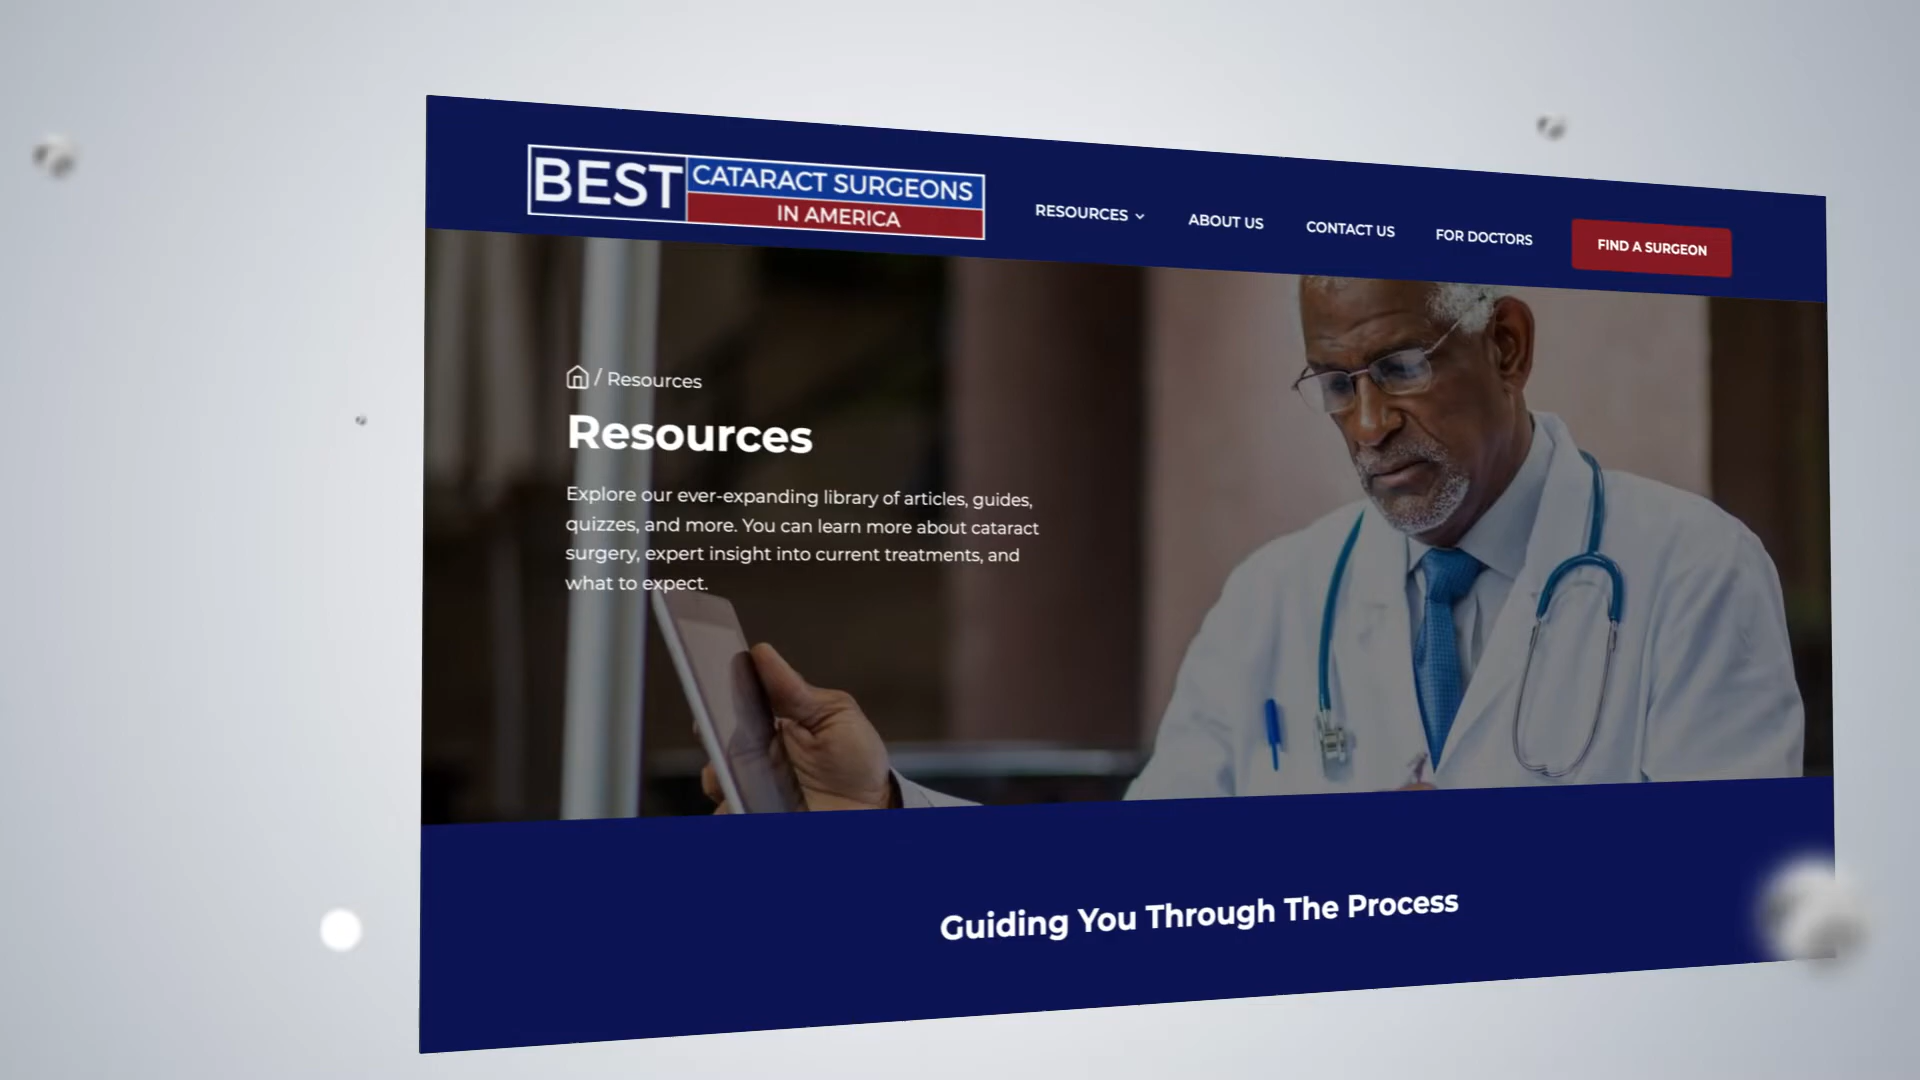 BEST
CATARACT SURGEONS
IN AMERICA
RESOURCES
ABOUT US
CONTACT US
FOR DOCTORS
FIND A SURGEON
/ Resources
Resources
Explore our ever-expanding library of articles, guides,
quizzes, and more. You can learn more about cataract
surgery, expert insight into current treatments, and
what to expect.
Guiding You Through The Process